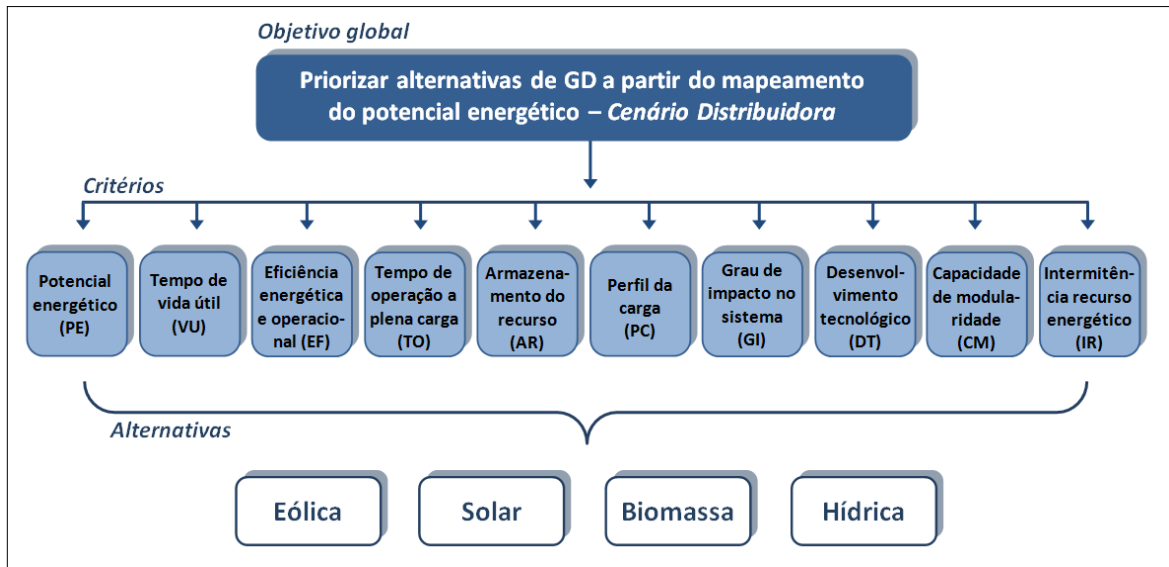 Objetivo global
Priorizar alternativas de GD a partir do mapeamento
do potencial energético – Cenário Distribuidora
Critérios
Potencial
energético
(PE)
Tempo de
vida útil
(VU)
Eficiência
energética
e operacio-
nal (EF)
Tempo de
operação a
plena carga
(TO)
Armazena-
mento do
recurso
(AR)
Perfil da
carga
(PC)
Grau de
impacto no
sistema
(GI)
Desenvol-
vimento
tecnológico
(DT)
Capacidade
de modula-
ridade
(CM)
Intermitên-
cia recurso
energético
(IR)
Alternativas
Eólica
Solar
Biomassa
Hídrica